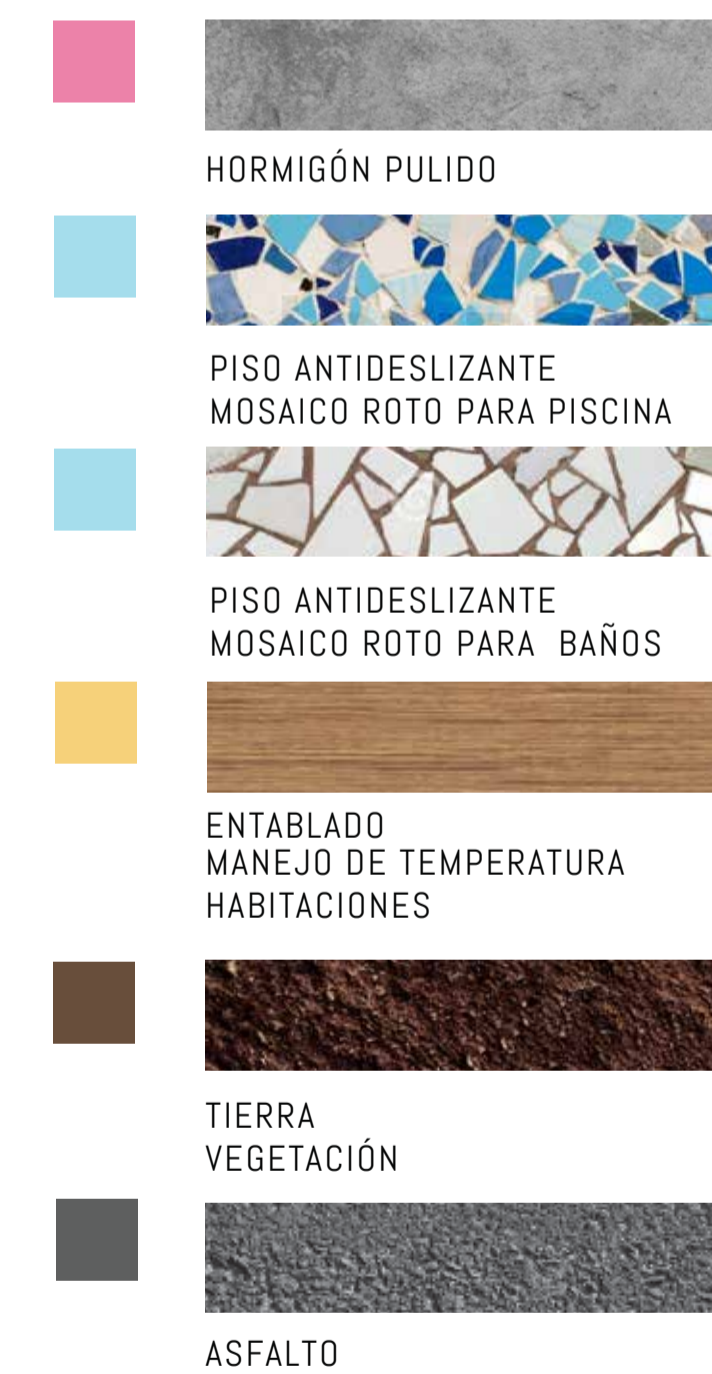 HORMIGÓN PULIDO
PISO ANTIDESLIZANTE
MOSAICO ROTO PARA PISCINA
PISO ANTIDESLIZANTE
MOSAICO ROTO PARA BAÑOS
ENTABLADO
MANEJO DE TEMPERATURA
HABITACIONES
TIERRA
VEGETACIÓN
ASFALTO